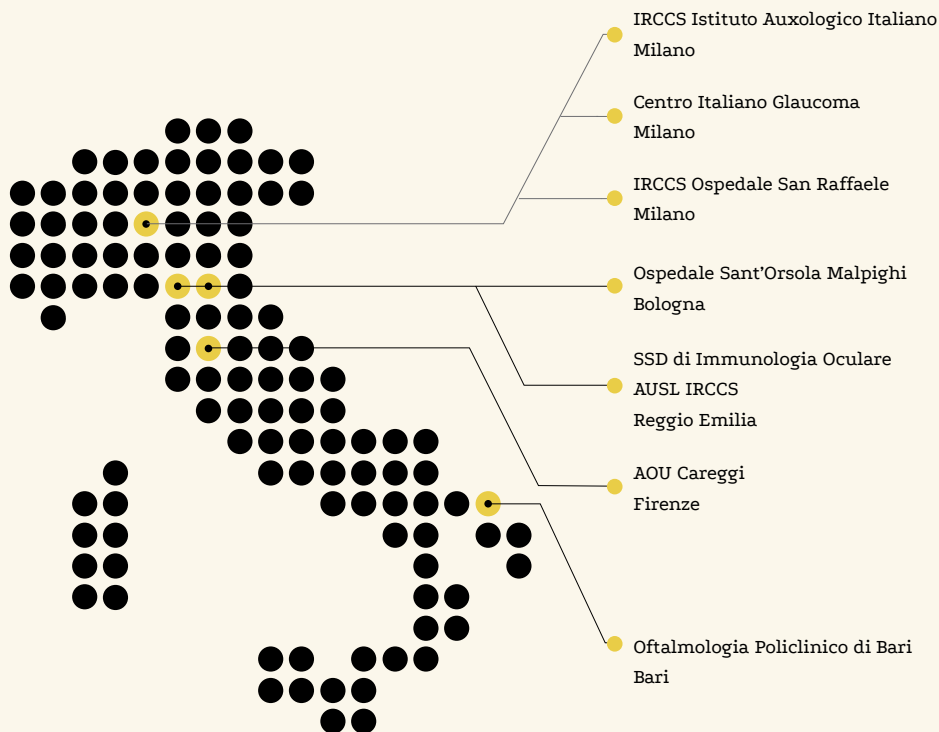 IRCCS Istituto Auxologico Italiano
Milano
Centro Italiano Glaucoma
Milano
IRCCS Ospedale San Raffaele
Milano
Ospedale Sant’Orsola Malpighi
Bologna
SSD di Immunologia Oculare
AUSL IRCCS
Reggio Emilia
AOU Careggi
Firenze
Oftalmologia Policlinico di Bari
Bari